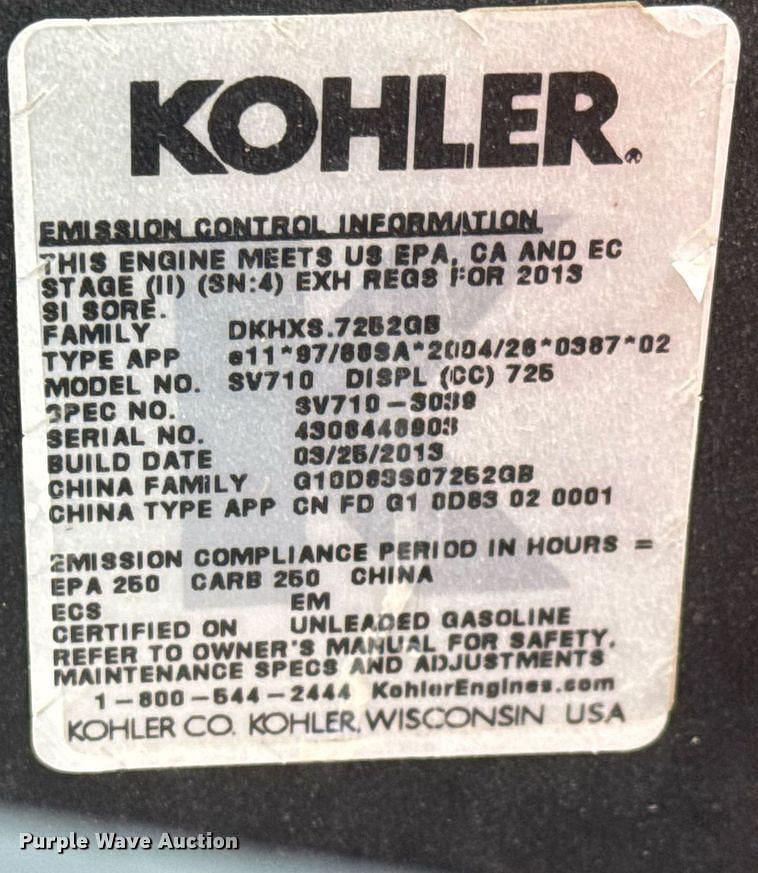 KOHLER.
EMISSION CONTROL INFORMATION
THIS ENGINE MEETS US EPA, CA AND EC
STAGE (II) (SN:4) EXH REGS FOR 2013
SI SORE.
FAMILY DKHXS.7252GB
TYPE APP e11*97/68SA*2004/26*0387*02
MODEL NO. SV710 DISPL (CC) 725
SPEC NO. SV710-3039
SERIAL NO.
BUILD DATE 03/25/2013
CHINA FAMILY G10D83S07252GB
CHINA TYPE APP CN FD G1 0D83 02 0001
EMISSION COMPLIANCE PERIOD IN HOURS =
EPA 250 CARB 250 CHINA
ECS EM
CERTIFIED ON UNLEADED GASOLINE
REFER TO OWNER'S MANUAL FOR SAFETY,
MAINTENANCE SPECS AND ADJUSTMENTS
1-800-544-2444 KohlerEngines.com
KOHLER CO. KOHLER, WISCONSIN USA
Purple Wave Auction